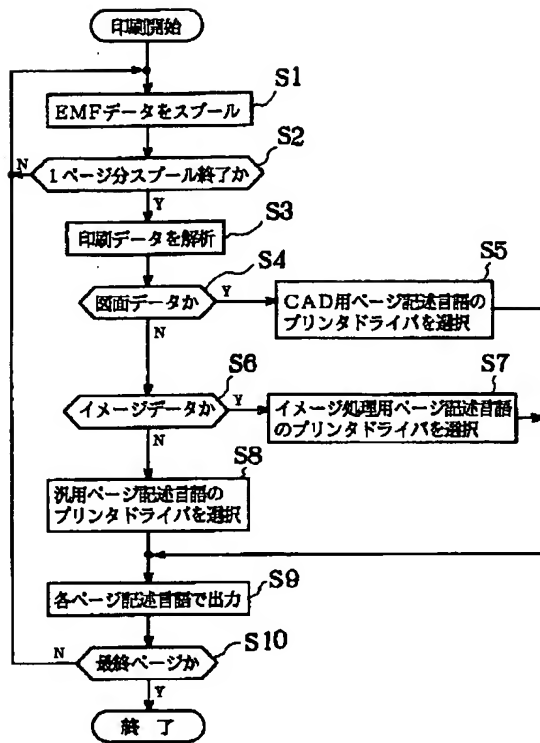 印刷開始
S1
EMFデータをスプール
S2
N
1ページ分スプール終了か
Y
S3
印刷データを解析
S4
S5
図面データか
Y
CAD用ページ記述言語の
プリンタドライバを選択
N
S6
S7
イメージデータか
Y
イメージ処理用ページ記述言語
のプリンタドライバを選択
N
S8
汎用ページ記述言語の
プリンタドライバを選択
S9
各ページ記述言語で出力
S10
N
最終ページか
Y
終 了